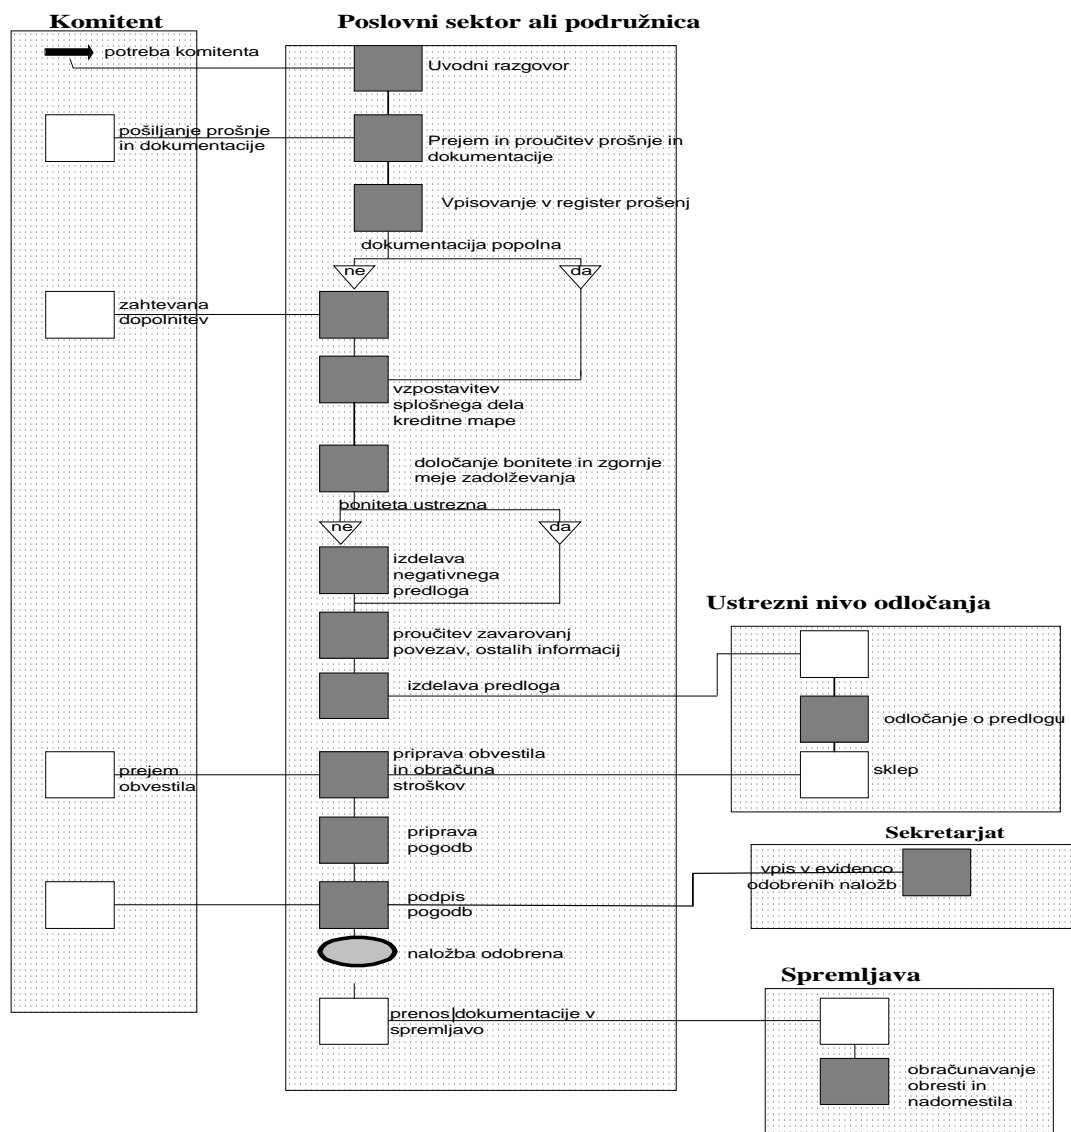 Komitent
Poslovni sektor ali podružnica
potreba komitenta
Uvodni razgovor
pošiljanje prošnje
in dokumentacije
Prejem in proučitev prošnje in
dokumentacije
Vpisovanje v register prošenj
dokumentacija popolna
ne
da
zahtevana
dopolnitev
vzpostavitev
splošnega dela
kreditne mape
določanje bonitete in zgornje
meje zadolževanja
boniteta ustrezna
ne
da
izdelava
negativnega
predloga
proučitev zavarovanj
povezav, ostalih informacij
izdelava predloga
Ustrezni nivo odločanja
odločanje o predlogu
sklep
prejem
obvestila
priprava obvestila
in obračuna
stroškov
priprava
pogodb
Sekretarjat
vpis v evidenco
odobrenih naložb
podpis
pogodb
naložba odobrena
Spremljava
prenos dokumentacije v
spremljavo
obračunavanje
obresti in
nadomestila